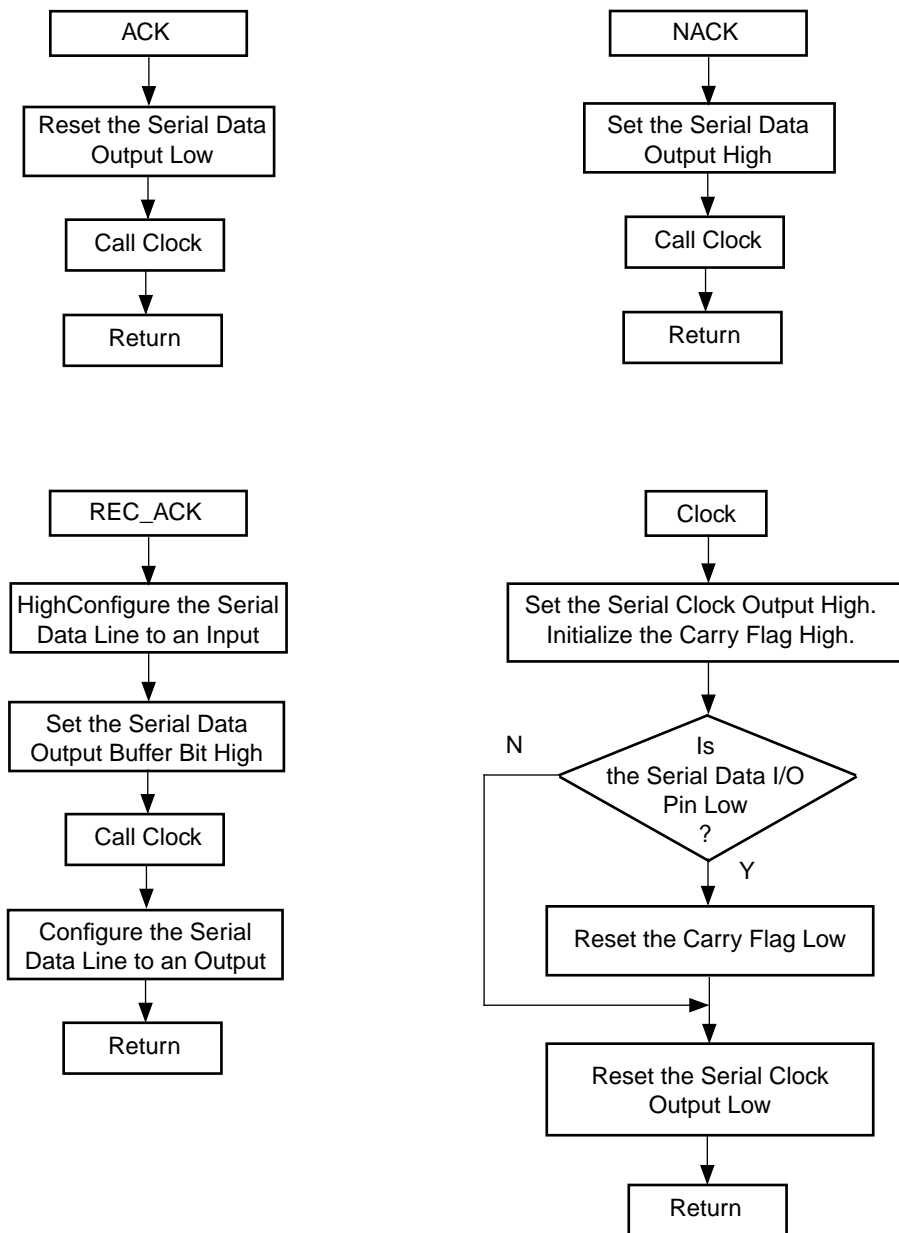 ACK
Reset the Serial Data
Output Low
Call Clock
Return
NACK
Set the Serial Data
Output High
Call Clock
Return
REC_ACK
HighConfigure the Serial
Data Line to an Input
Set the Serial Data
Output Buffer Bit High
Call Clock
Configure the Serial
Data Line to an Output
Return
Clock
Set the Serial Clock Output High.
Initialize the Carry Flag High.
Is
the Serial Data I/O
Pin Low
?
N
Y
Reset the Carry Flag Low
Reset the Serial Clock
Output Low
Return